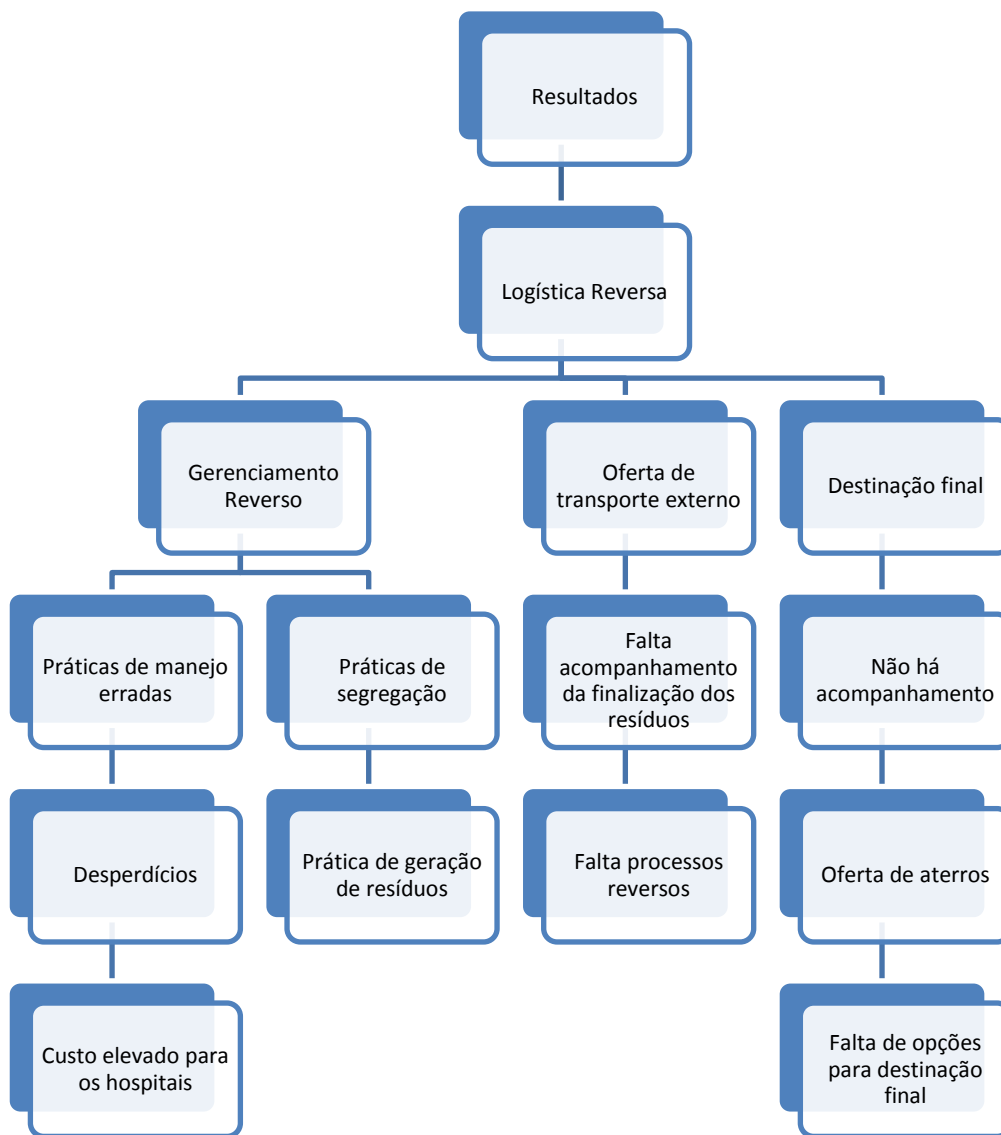 Resultados
Logística Reversa
Gerenciamento
Reverso
Oferta de
transporte externo
Destinação final
Práticas de manejo
erradas
Práticas de
segregação
Falta
acompanhamento
da finalização dos
resíduos
Não há
acompanhamento
Desperdícios
Prática de geração
de resíduos
Falta processos
reversos
Oferta de aterros
Custo elevado para
os hospitais
Falta de opções
para destinação
final